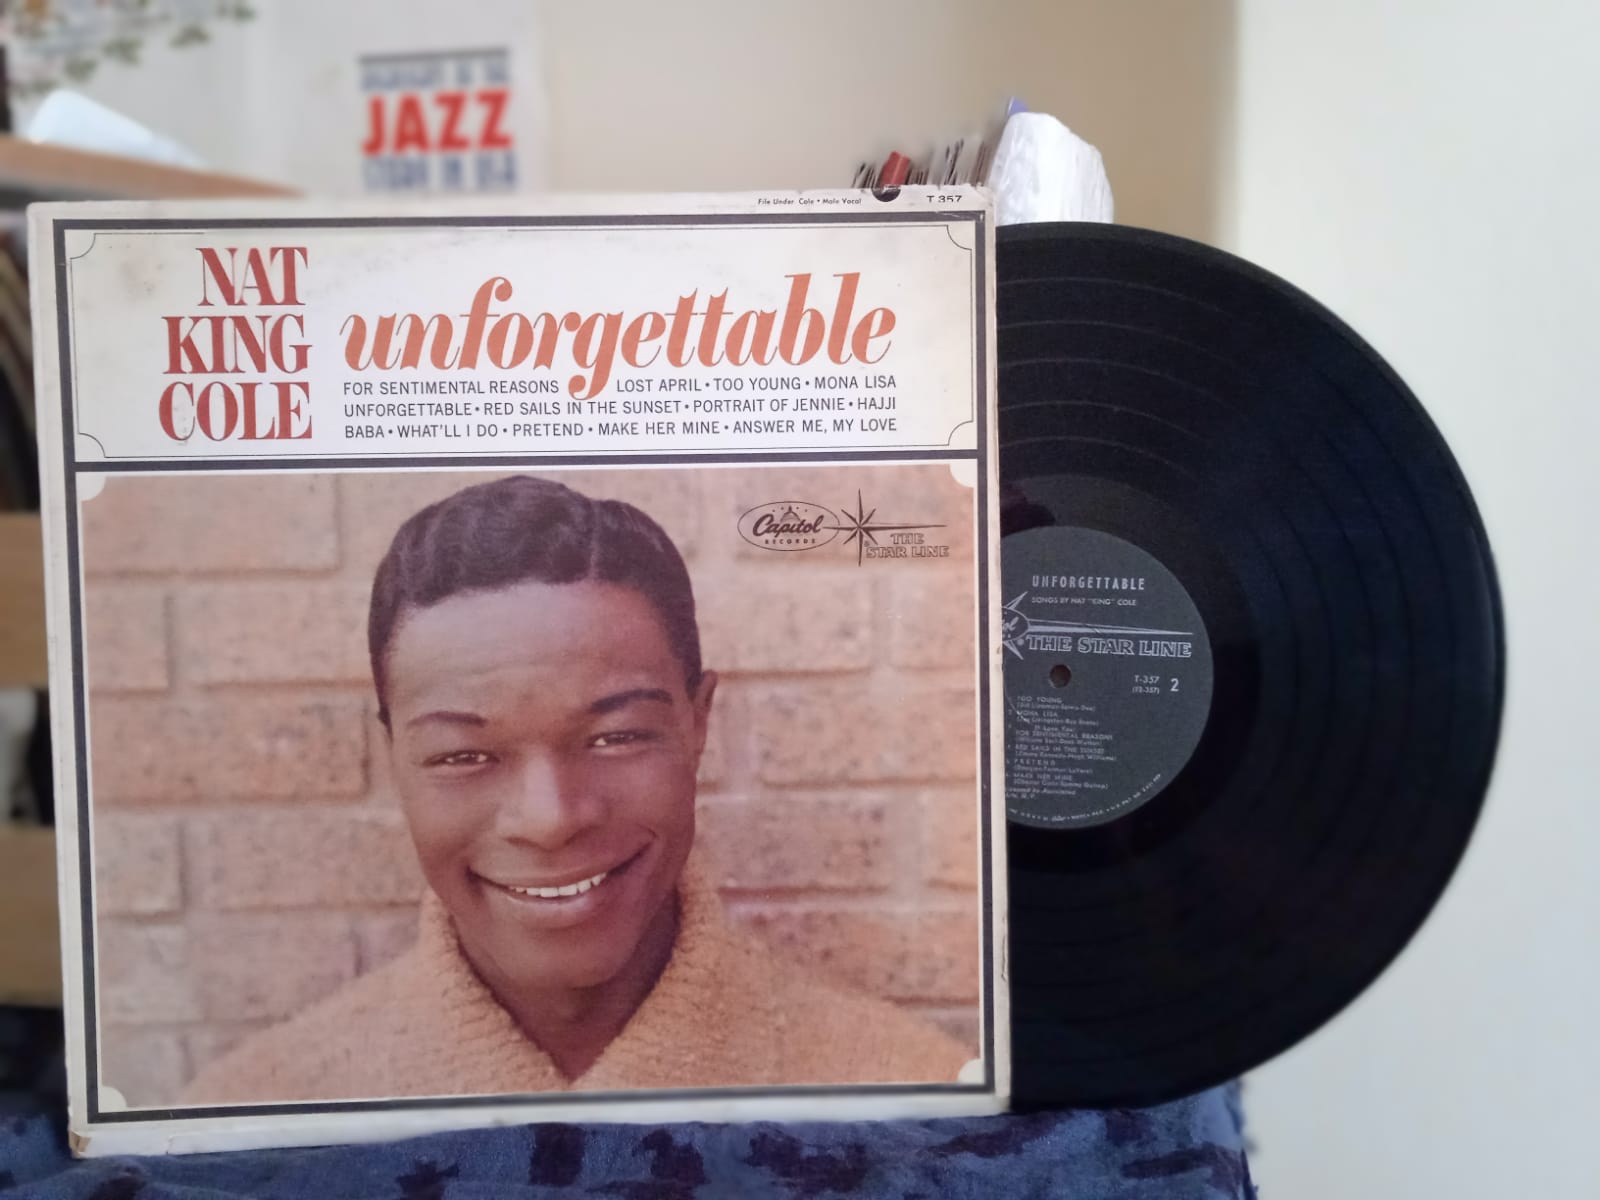 JAZZ
File Under: Cole • Male Vocal
T 357
NAT
KING
COLE
unforgettable
FOR SENTIMENTAL REASONS LOST APRIL • TOO YOUNG • MONA LISA
UNFORGETTABLE • RED SAILS IN THE SUNSET • PORTRAIT OF JENNIE • HAJJI
BABA • WHAT'LL I DO • PRETEND • MAKE HER MINE • ANSWER ME, MY LOVE
Capitol
RECORDS
THE
STAR LINE
UNFORGETTABLE
SONGS BY NAT "KING" COLE
THE STAR LINE
T-357
2
TOO YOUNG
MONA LISA
FOR SENTIMENTAL REASONS
RED SAILS IN THE SUNSET
PRETEND
MAKE HER MINE